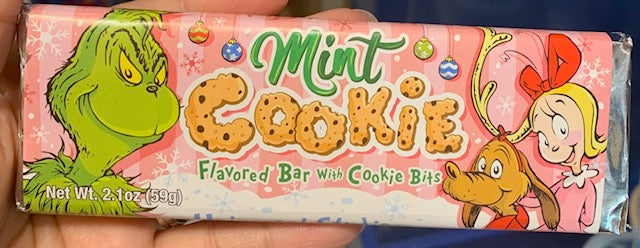 Mint
COOKiE
Flavored Bar With Cookie Bits
Net Wt. 2.1oz (59g)